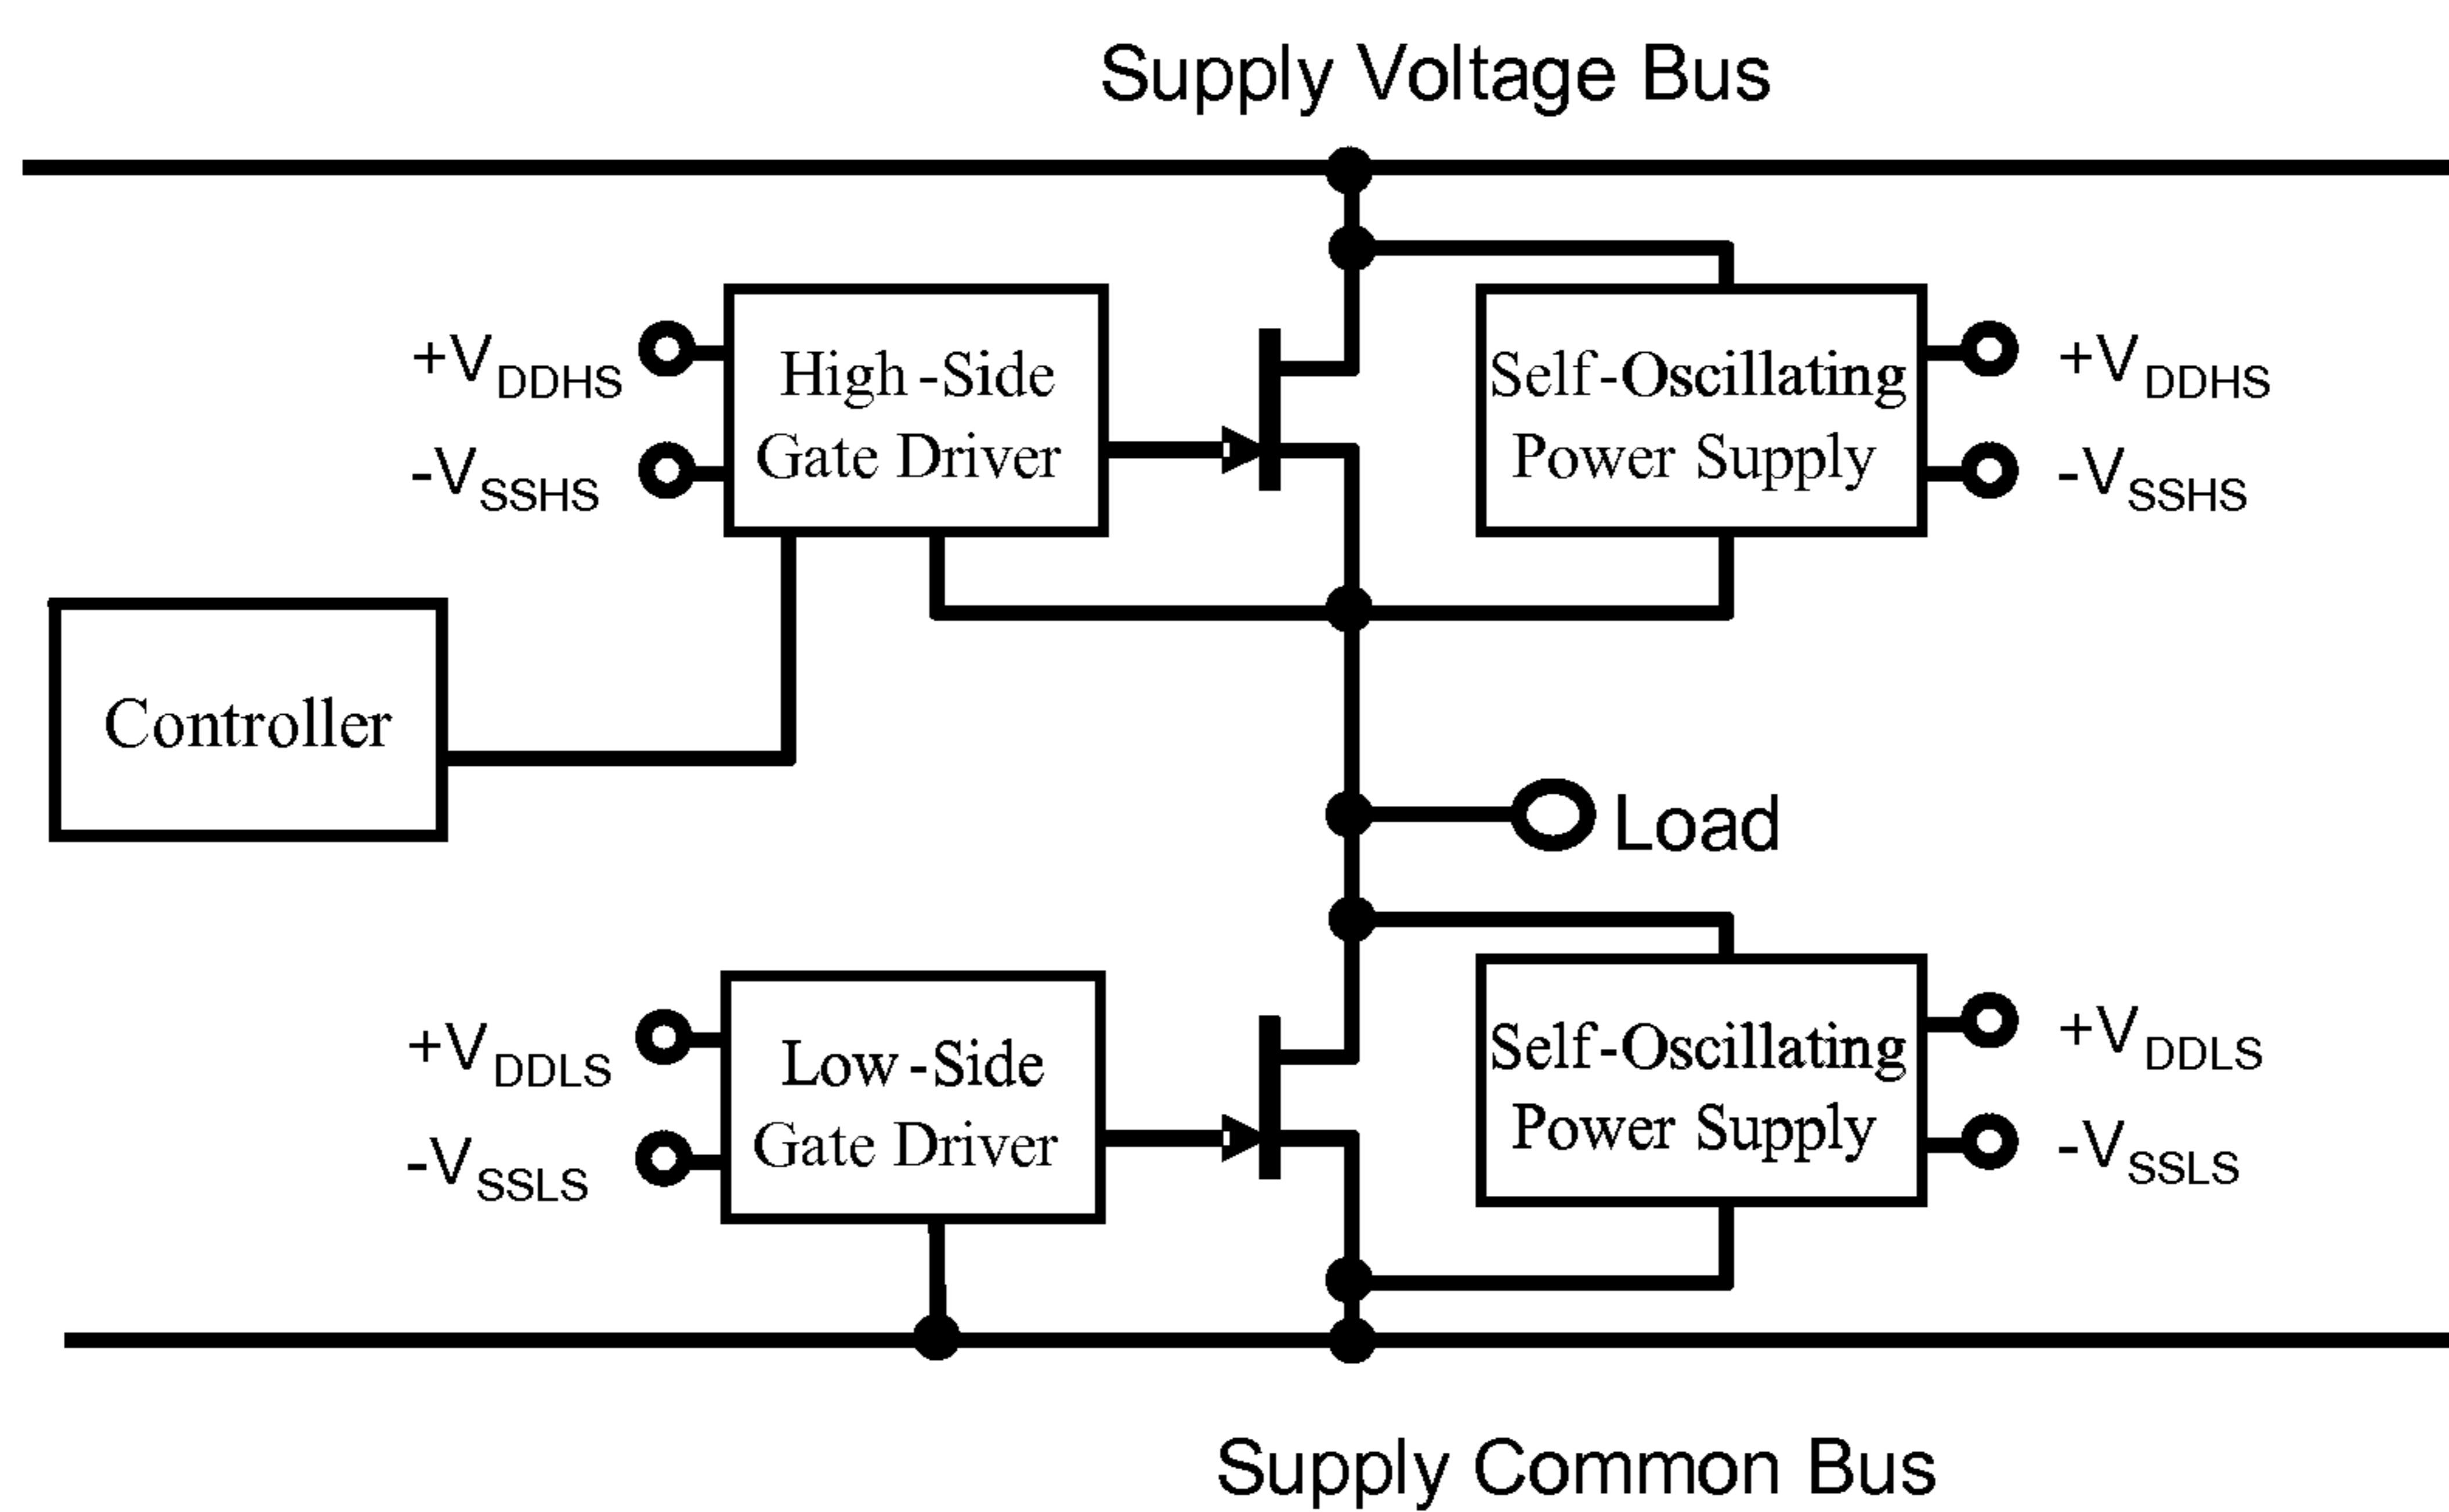 Supply Voltage Bus
+VDDHS
-VSSHS
High-Side
Gate Driver
Self-Oscillating
Power Supply
+VDDHS
-VSSHS
Controller
Load
+VDDLS
-VSSLS
Low-Side
Gate Driver
Self-Oscillating
Power Supply
+VDDLS
-VSSLS
Supply Common Bus